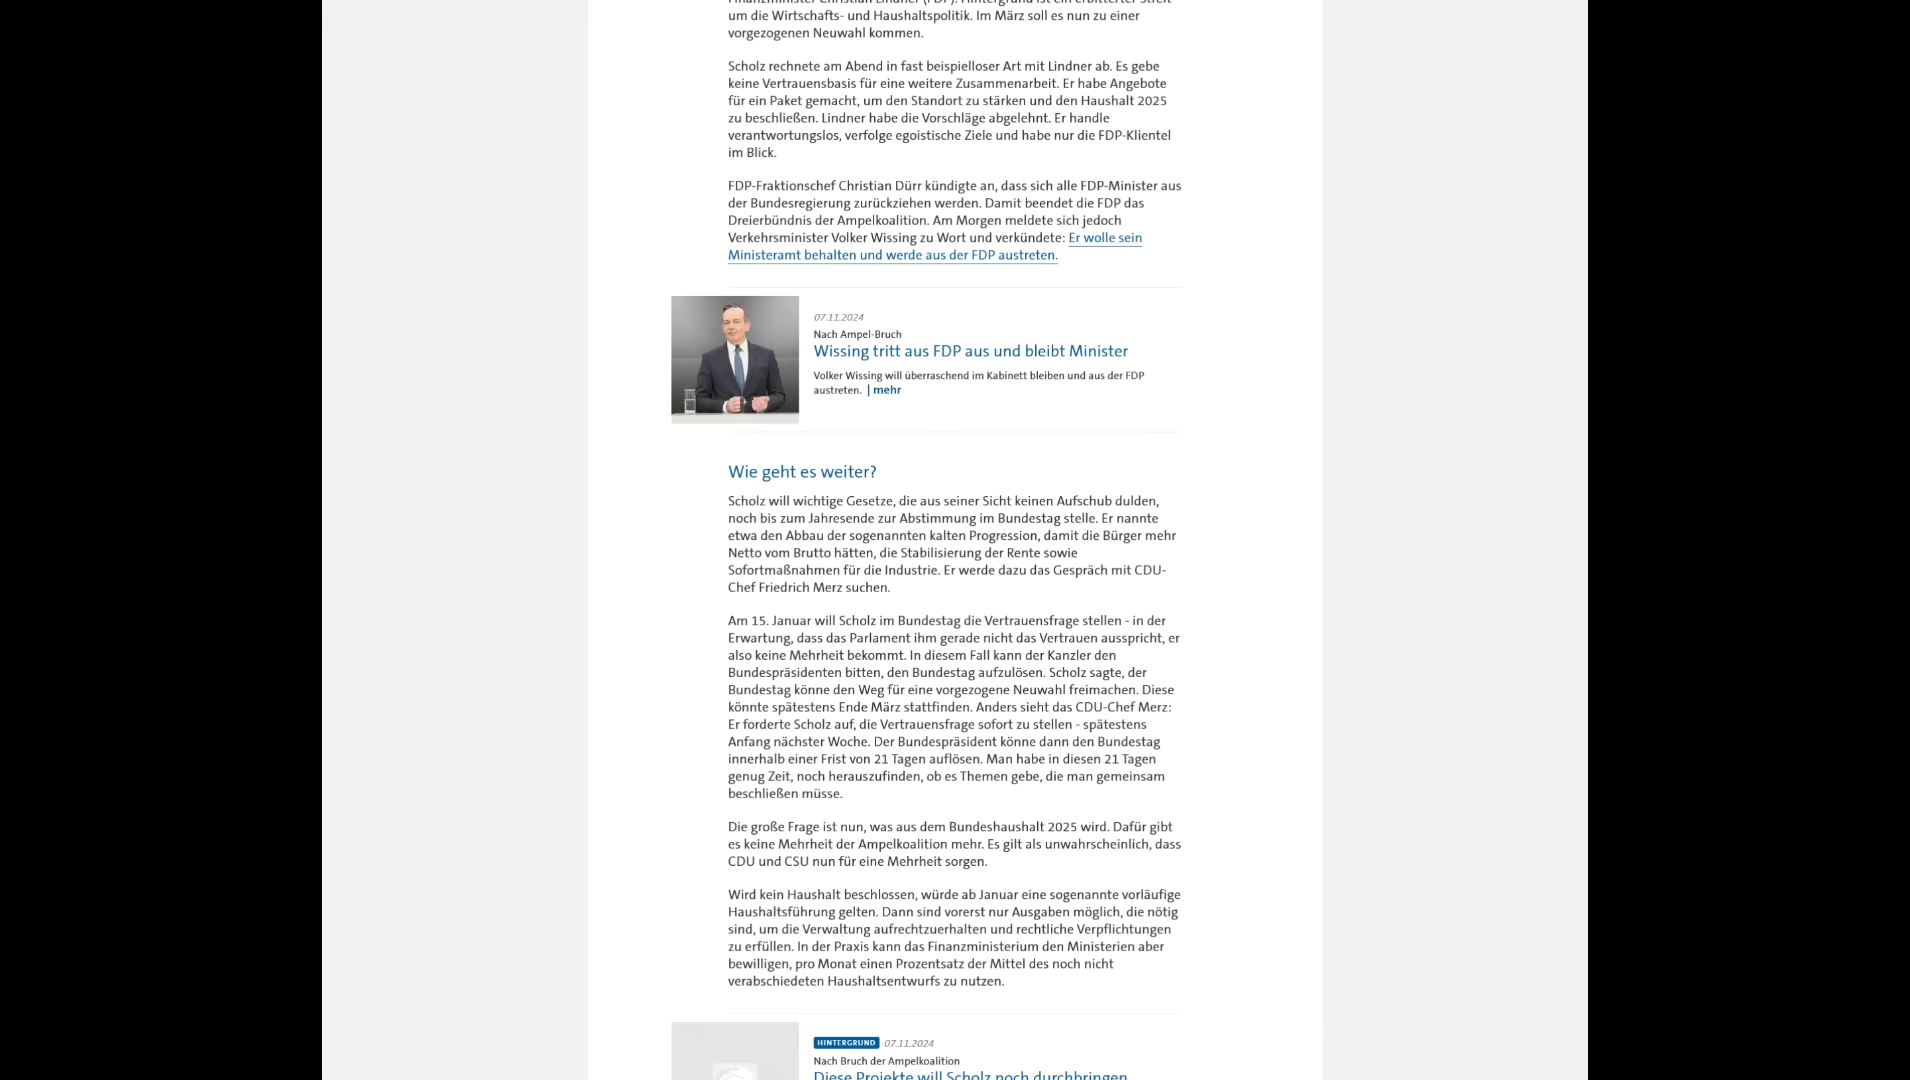 um die Wirtschafts- und Haushaltspolitik. Im März soll es nun zu einer
vorgezogenen Neuwahl kommen.
Scholz rechnete am Abend in fast beispielloser Art mit Lindner ab. Es gebe
keine Vertrauensbasis für eine weitere Zusammenarbeit. Er habe Angebote
für ein Paket gemacht, um den Standort zu stärken und den Haushalt 2025
zu beschließen. Lindner habe die Vorschläge abgelehnt. Er handle
verantwortungslos, verfolge egoistische Ziele und habe nur die FDP-Klientel
im Blick.
FDP-Fraktionschef Christian Dürr kündigte an, dass sich alle FDP-Minister aus
der Bundesregierung zurückziehen werden. Damit beendet die FDP das
Dreierbündnis der Ampelkoalition. Am Morgen meldete sich jedoch
Verkehrsminister Volker Wissing zu Wort und verkündete: Er wolle sein
Ministeramt behalten und werde aus der FDP austreten.
07.11.2024
Nach Ampel-Bruch
Wissing tritt aus FDP aus und bleibt Minister
Volker Wissing will überraschend im Kabinett bleiben und aus der FDP
austreten. | mehr
Wie geht es weiter?
Scholz will wichtige Gesetze, die aus seiner Sicht keinen Aufschub dulden,
noch bis zum Jahresende zur Abstimmung im Bundestag stelle. Er nannte
etwa den Abbau der sogenannten kalten Progression, damit die Bürger mehr
Netto vom Brutto hätten, die Stabilisierung der Rente sowie
Sofortmaßnahmen für die Industrie. Er werde dazu das Gespräch mit CDU-
Chef Friedrich Merz suchen.
Am 15. Januar will Scholz im Bundestag die Vertrauensfrage stellen - in der
Erwartung, dass das Parlament ihm gerade nicht das Vertrauen ausspricht, er
also keine Mehrheit bekommt. In diesem Fall kann der Kanzler den
Bundespräsidenten bitten, den Bundestag aufzulösen. Scholz sagte, der
Bundestag könne den Weg für eine vorgezogene Neuwahl freimachen. Diese
könnte spätestens Ende März stattfinden. Anders sieht das CDU-Chef Merz:
Er forderte Scholz auf, die Vertrauensfrage sofort zu stellen - spätestens
Anfang nächster Woche. Der Bundespräsident könne dann den Bundestag
innerhalb einer Frist von 21 Tagen auflösen. Man habe in diesen 21 Tagen
genug Zeit, noch herauszufinden, ob es Themen gebe, die man gemeinsam
beschließen müsse.
Die große Frage ist nun, was aus dem Bundeshaushalt 2025 wird. Dafür gibt
es keine Mehrheit der Ampelkoalition mehr. Es gilt als unwahrscheinlich, dass
CDU und CSU nun für eine Mehrheit sorgen.
Wird kein Haushalt beschlossen, würde ab Januar eine sogenannte vorläufige
Haushaltsführung gelten. Dann sind vorerst nur Ausgaben möglich, die nötig
sind, um die Verwaltung aufrechtzuerhalten und rechtliche Verpflichtungen
zu erfüllen. In der Praxis kann das Finanzministerium den Ministerien aber
bewilligen, pro Monat einen Prozentsatz der Mittel des noch nicht
verabschiedeten Haushaltsentwurfs zu nutzen.
HINTERGRUND 07.11.2024
Nach Bruch der Ampelkoalition
Diese Projekte will Scholz noch durchbringen